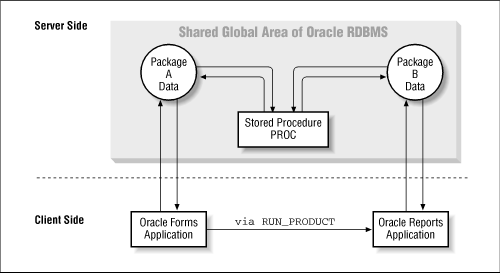 Server Side
Shared Global Area of Oracle RDBMS
Package
A
Data
Package
B
Data
Stored Procedure
PROC
Client Side
Oracle Forms
Application
via RUN_PRODUCT
Oracle Reports
Application